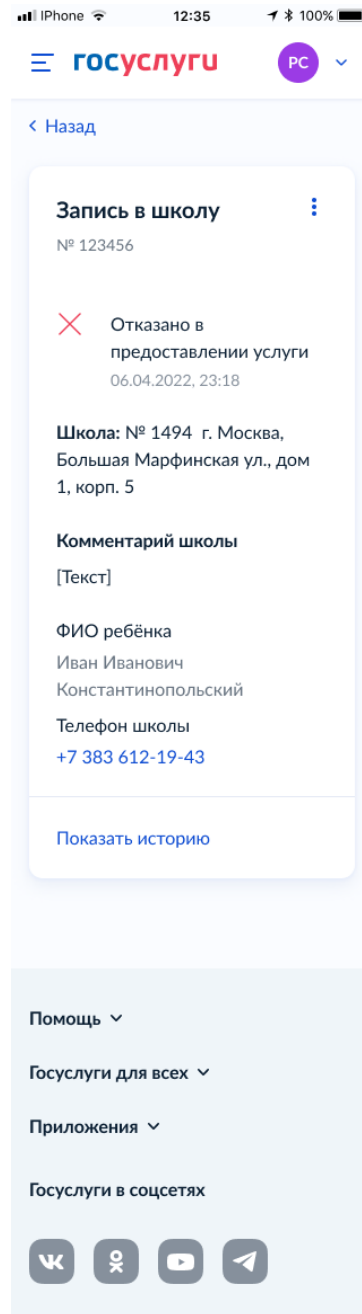 IPhone 12:35 100%
госуслуги РС
Назад
Запись в школу
№ 123456
Отказано в
предоставлении услуги
06.04.2022, 23:18
Школа: № 1494 г. Москва,
Большая Марфинская ул., дом
1, корп. 5
Комментарий школы
[Текст]
ФИО ребёнка
Иван Иванович
Константинопольский
Телефон школы
+7 383 612-19-43
Показать историю
Помощь
Госуслуги для всех
Приложения
Госуслуги в соцсетях